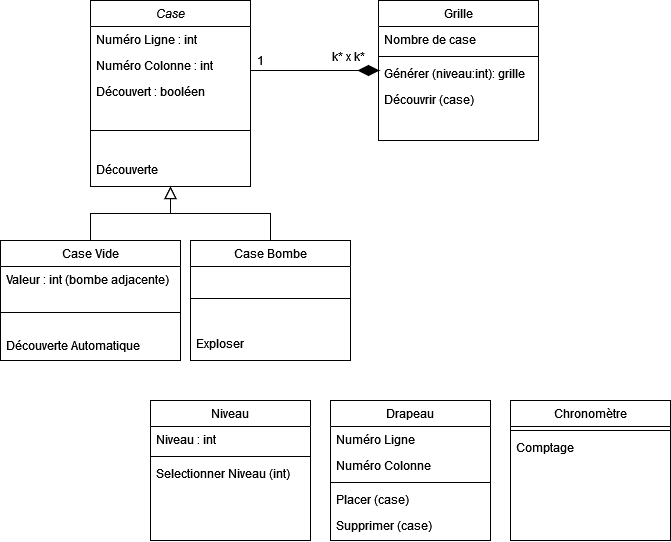 Case
Numéro Ligne : int
Numéro Colonne : int
Découvert : booléen
Découverte
1
k* x k*
Grille
Nombre de case
Générer (niveau:int): grille
Découvrir (case)
Case Vide
Valeur : int (bombe adjacente)
Découverte Automatique
Case Bombe
Exploser
Niveau
Niveau : int
Selectionner Niveau (int)
Drapeau
Numéro Ligne
Numéro Colonne
Placer (case)
Supprimer (case)
Chronomètre
Comptage